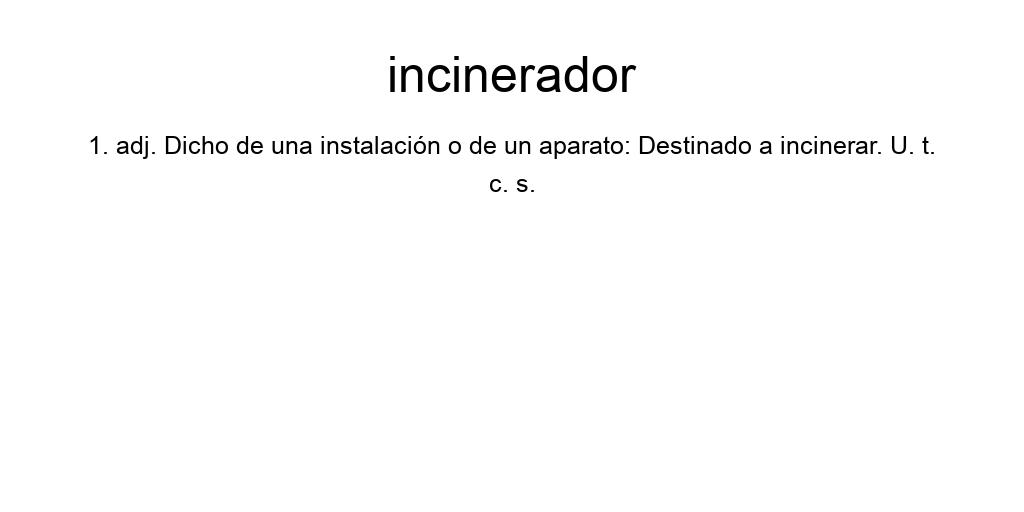 incinerador
1. adj. Dicho de una instalación o de un aparato: Destinado a incinerar. U. t.
c. s.